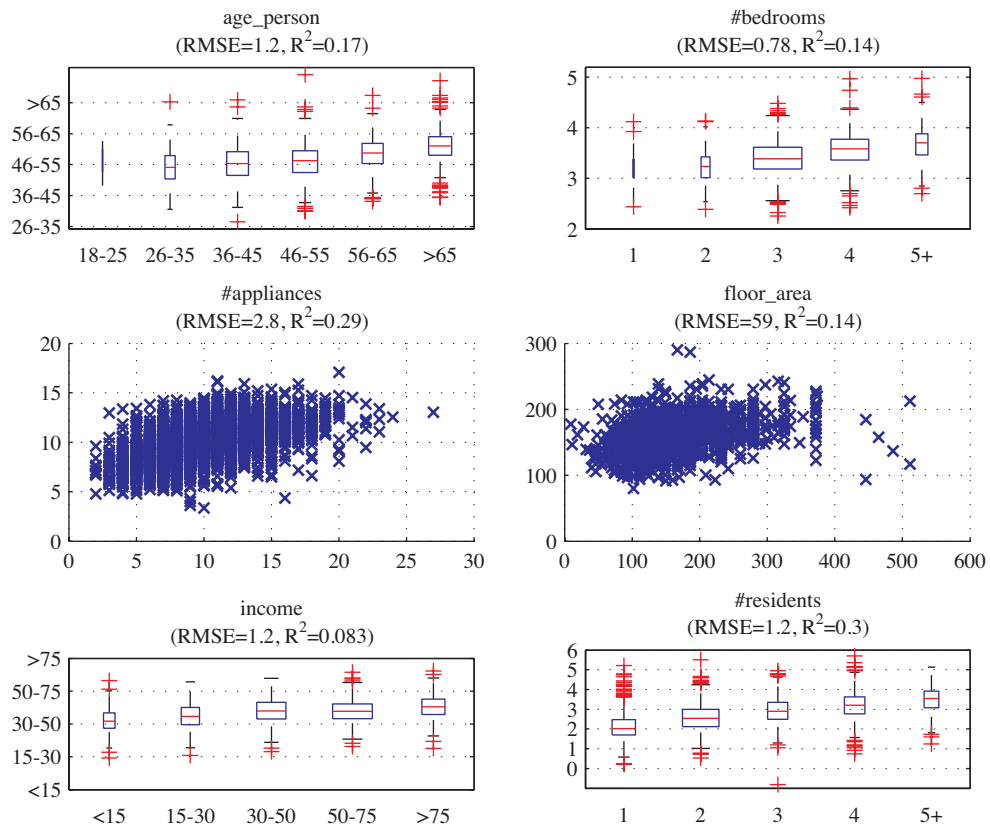 age_person
(RMSE=1.2, R²=0.17)
>65
56-65
46-55
36-45
26-35
18-25 26-35 36-45 46-55 56-65 >65
#bedrooms
(RMSE=0.78, R²=0.14)
5
4
3
2
1 2 3 4 5+
#appliances
(RMSE=2.8, R²=0.29)
20
15
10
5
0
0 5 10 15 20 25 30
floor_area
(RMSE=59, R²=0.14)
300
200
100
0
0 100 200 300 400 500 600
income
(RMSE=1.2, R²=0.083)
>75
50-75
30-50
15-30
<15
<15 15-30 30-50 50-75 >75
#residents
(RMSE=1.2, R²=0.3)
6
5
4
3
2
1
0
1 2 3 4 5+